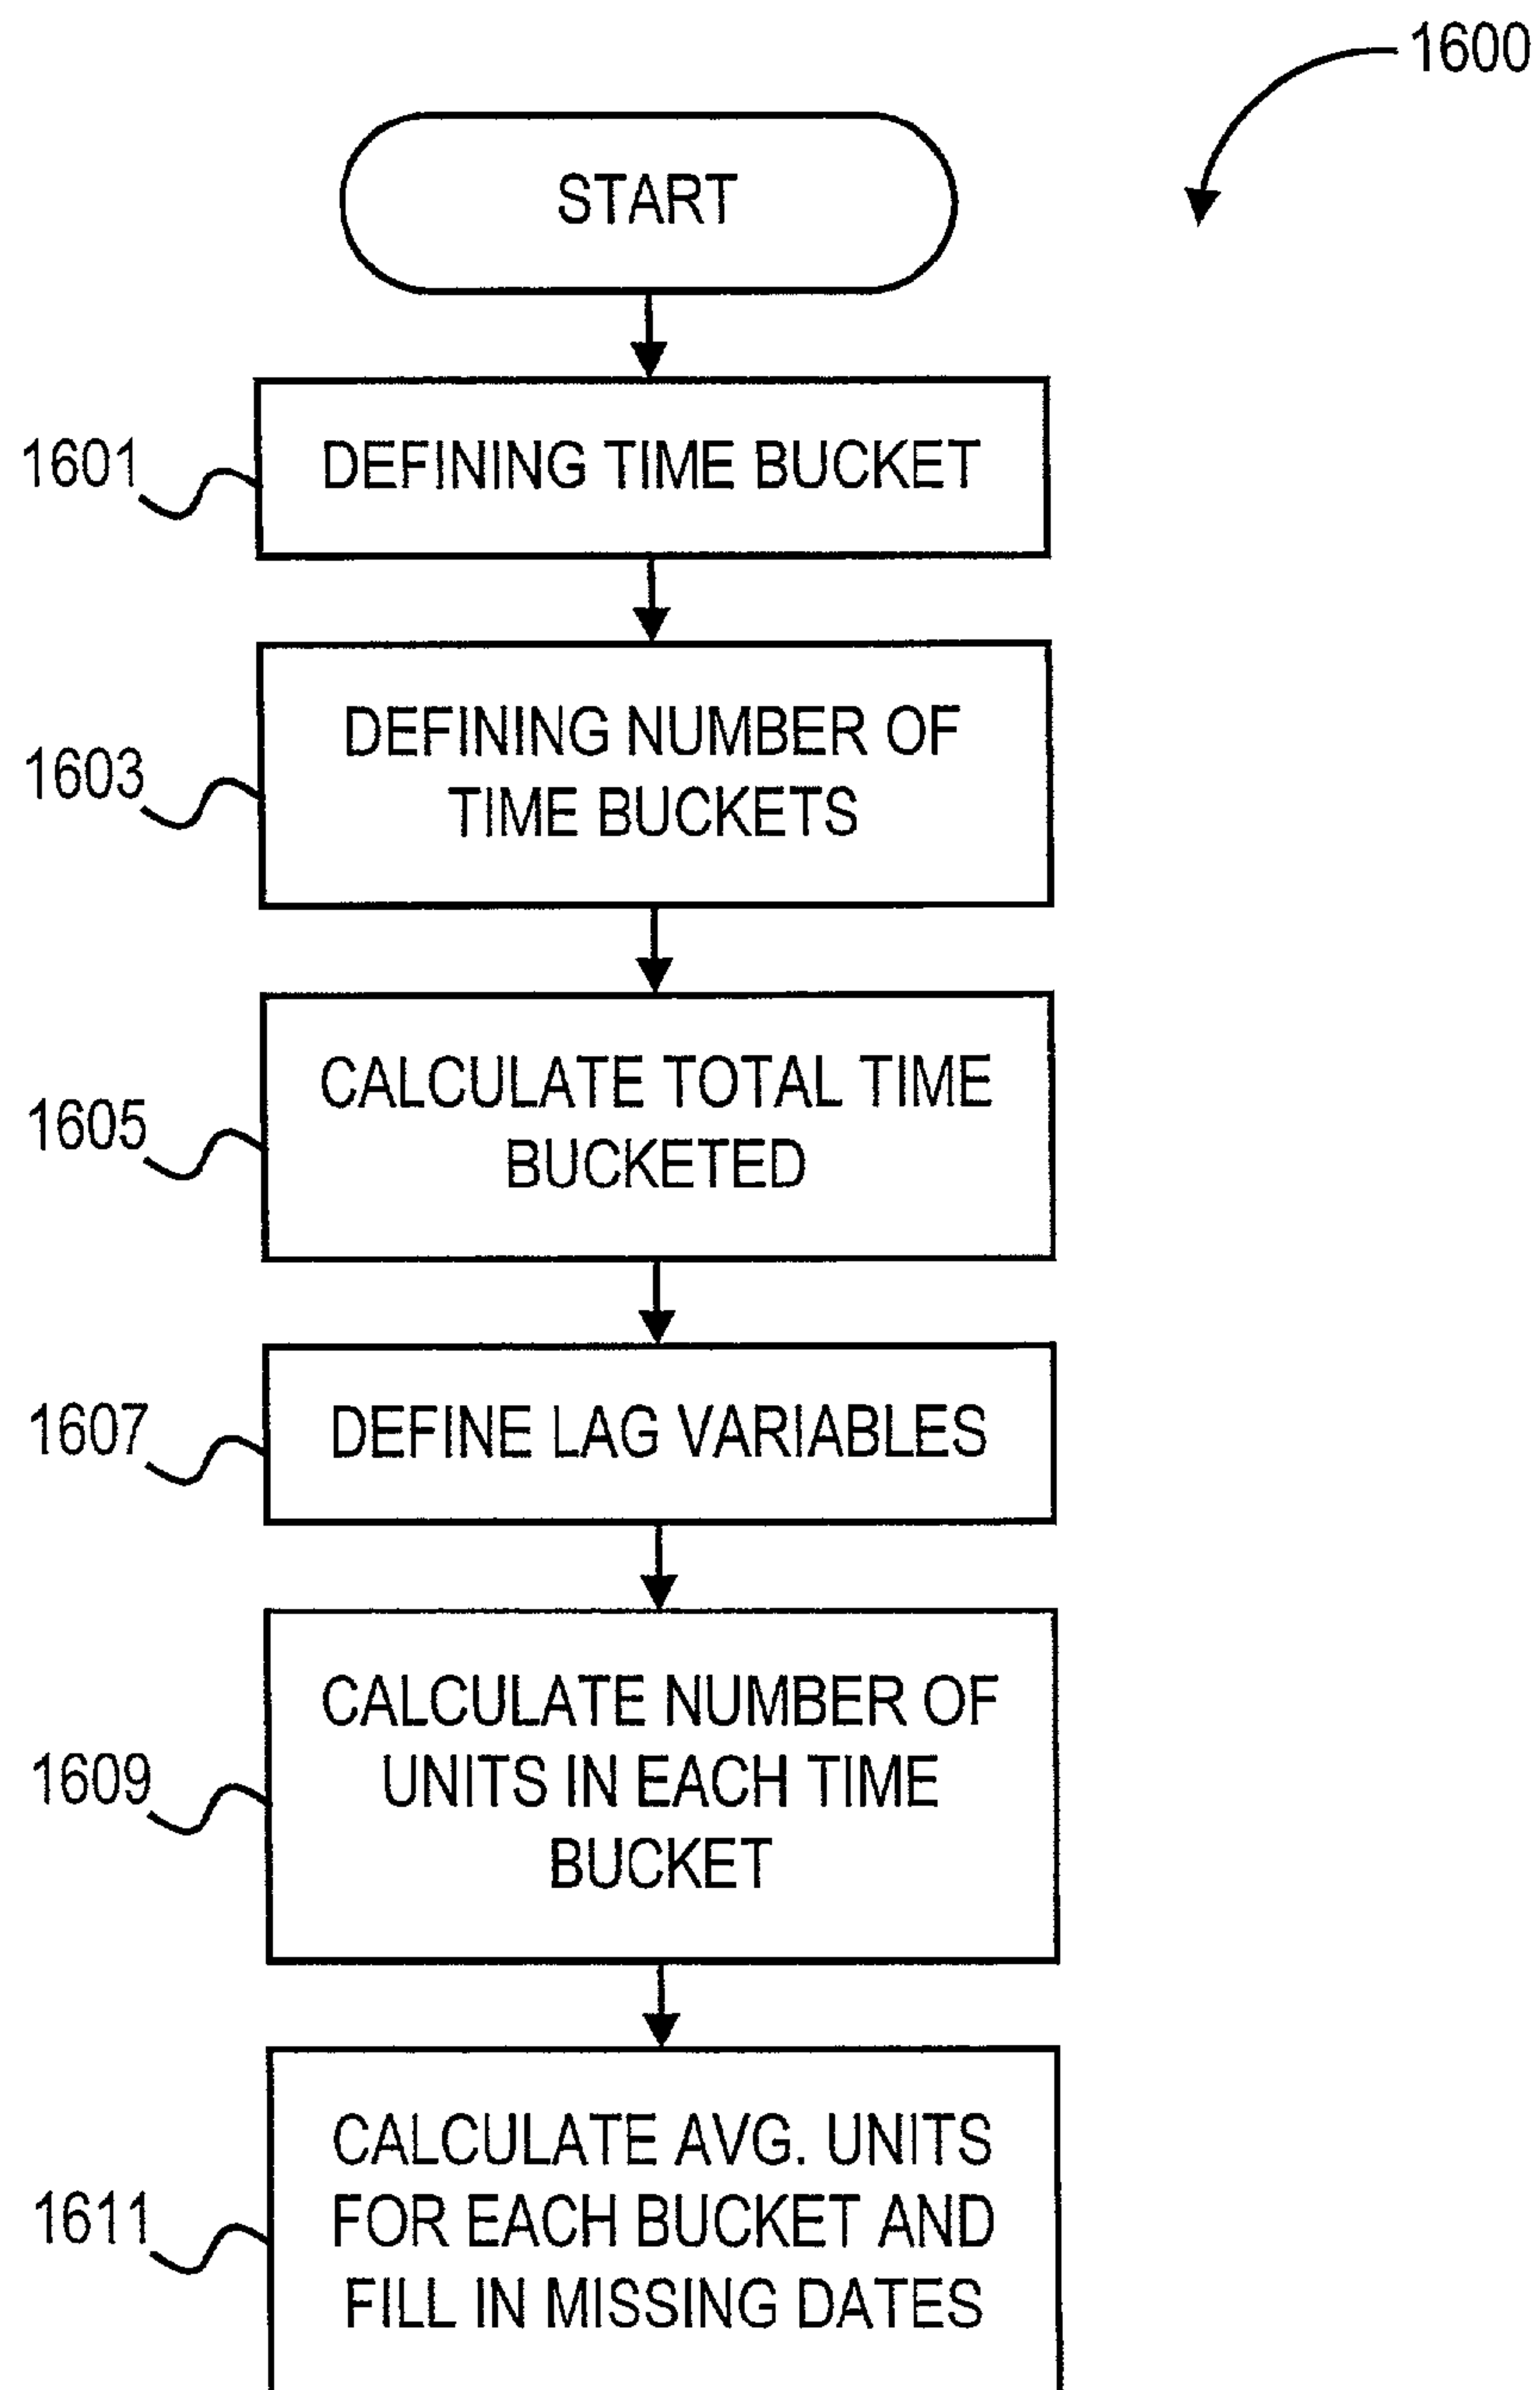 1600
START
1601
DEFINING TIME BUCKET
1603
DEFINING NUMBER OF
TIME BUCKETS
1605
CALCULATE TOTAL TIME
BUCKETED
1607
DEFINE LAG VARIABLES
1609
CALCULATE NUMBER OF
UNITS IN EACH TIME
BUCKET
1611
CALCULATE AVG. UNITS
FOR EACH BUCKET AND
FILL IN MISSING DATES